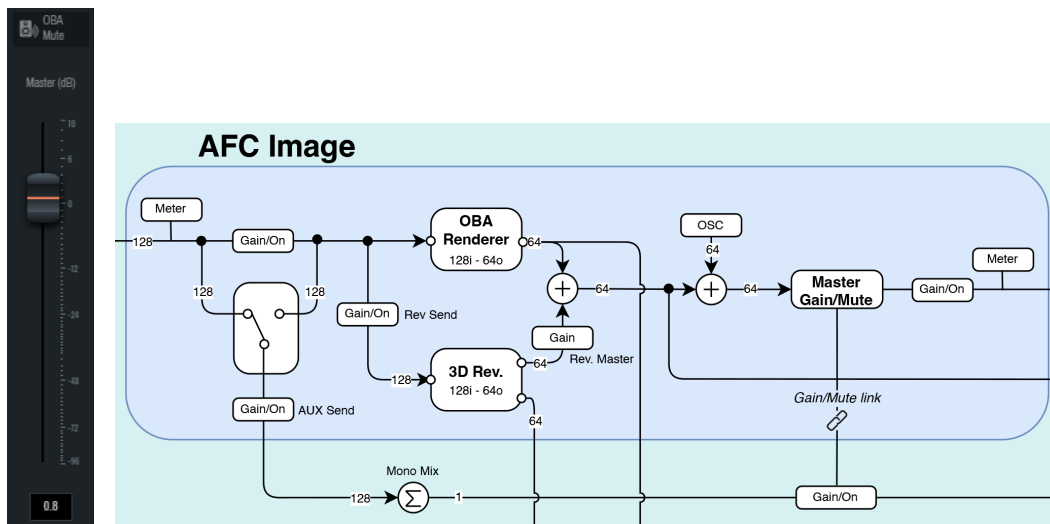 OBA
Mute
Master (dB)
10
6
0
-12
-24
-48
-72
-96
0.8
AFC Image
Meter
128
Gain/On
OBA
Renderer
128i - 64o
64
OSC
64
Meter
128
128
Gain/On
Rev Send
64
64
Master
Gain/Mute
Gain/On
Gain
Rev. Master
3D Rev.
128i - 64o
64
128
64
Gain/On
AUX Send
Gain/Mute link
Mono Mix
128
Σ
1
Gain/On